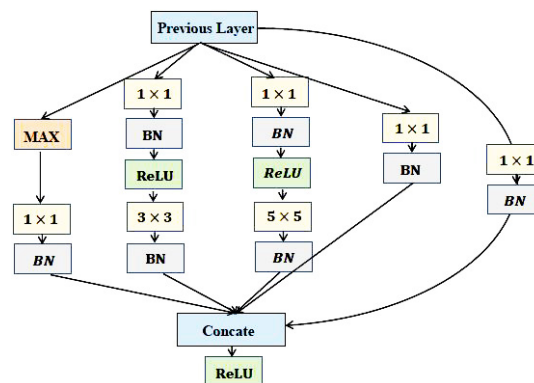 Previous Layer
MAX
1 × 1
BN
1 × 1
BN
ReLU
3 × 3
BN
1 × 1
BN
ReLU
5 × 5
BN
1 × 1
BN
1 × 1
BN
Concate
ReLU